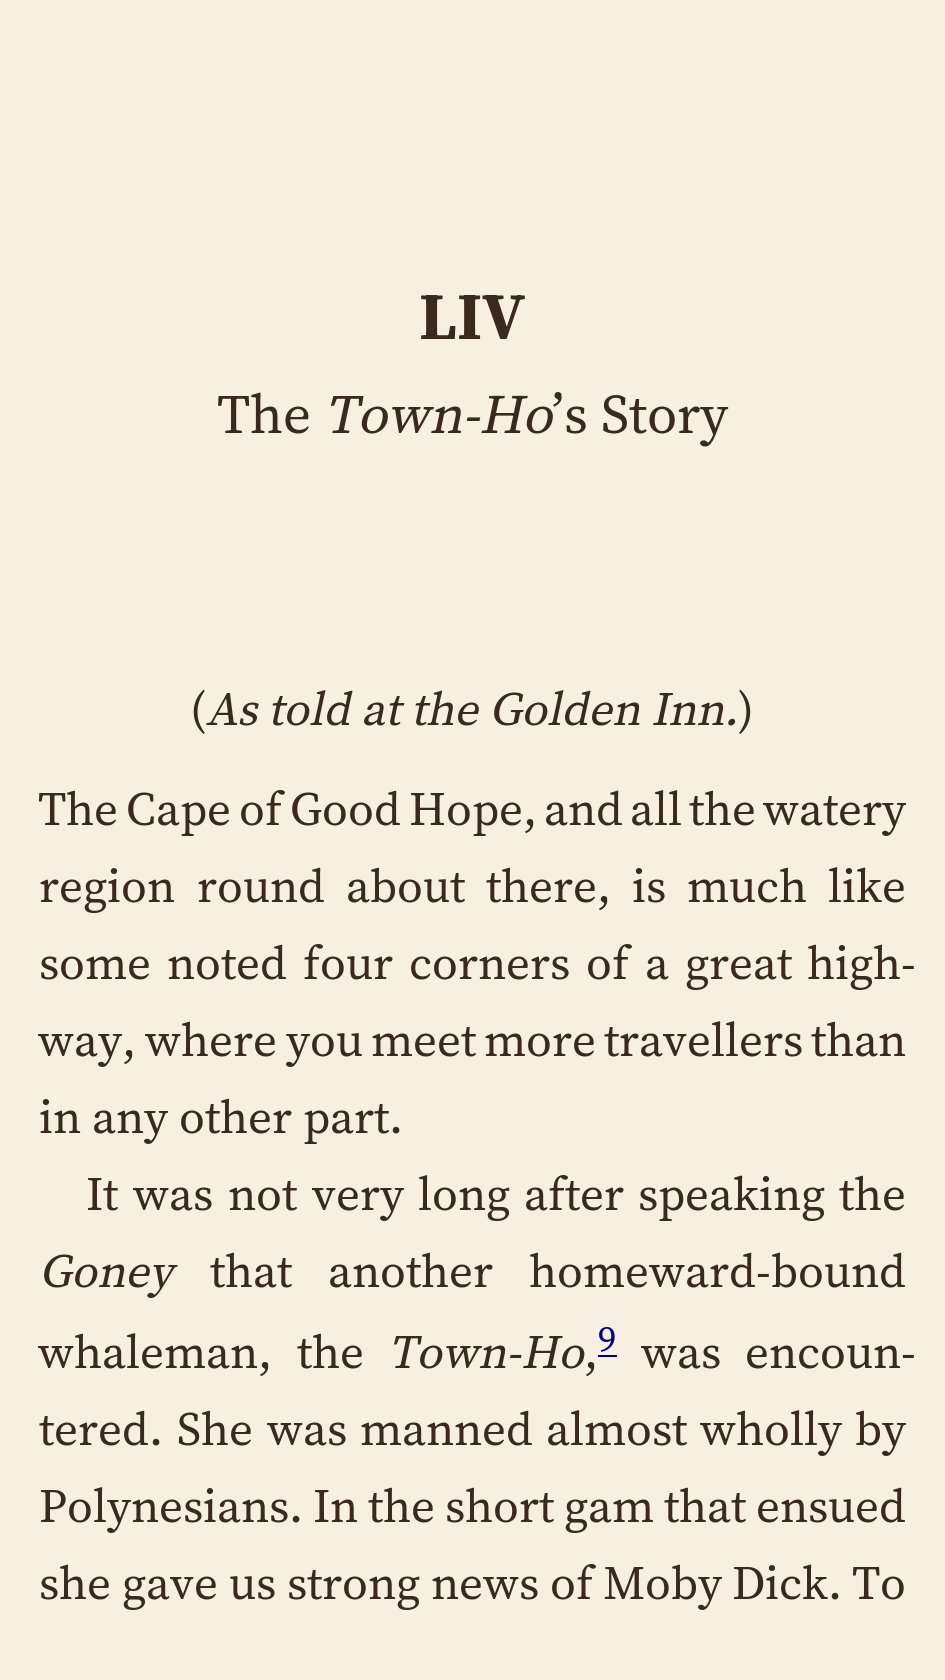 LIV
The Town-Ho’s Story
(As told at the Golden Inn.)
The Cape of Good Hope, and all the watery
region round about there, is much like
some noted four corners of a great high-
way, where you meet more travellers than
in any other part.
It was not very long after speaking the
Goney that another homeward-bound
whaleman, the Town-Ho,9 was encoun-
tered. She was manned almost wholly by
Polynesians. In the short gam that ensued
she gave us strong news of Moby Dick. To